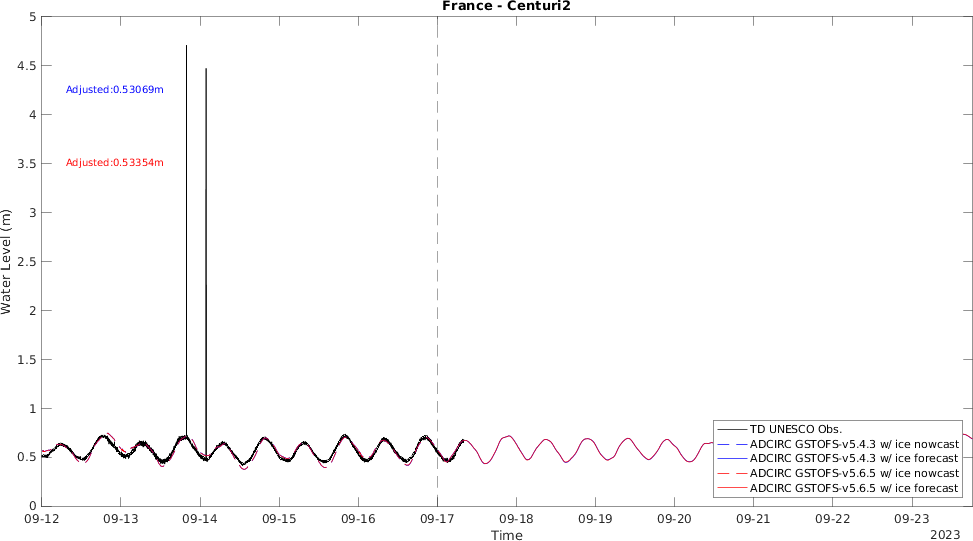 France - Centuri2
5
4.5
4
3.5
3
2.5
2
1.5
1
0.5
0
Water Level (m)
Adjusted:0.53069m
Adjusted:0.53354m
TD UNESCO Obs.
ADCIRC GSTOFS-v5.4.3 w/ ice nowcast
ADCIRC GSTOFS-v5.4.3 w/ ice forecast
ADCIRC GSTOFS-v5.6.5 w/ ice nowcast
ADCIRC GSTOFS-v5.6.5 w/ ice forecast
09-12 09-13 09-14 09-15 09-16 09-17 09-18 09-19 09-20 09-21 09-22 09-23
Time
2023